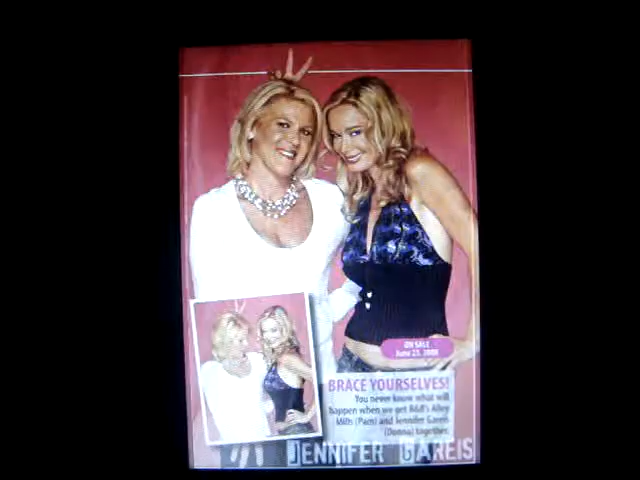 ON SALE
June 23, 2008
BRACE YOURSELVES!
You never know what will
happen when we get B&B's Alley
Mills (Pam) and Jennifer Gareis
(Donna) together.
JENNIFER GAREIS